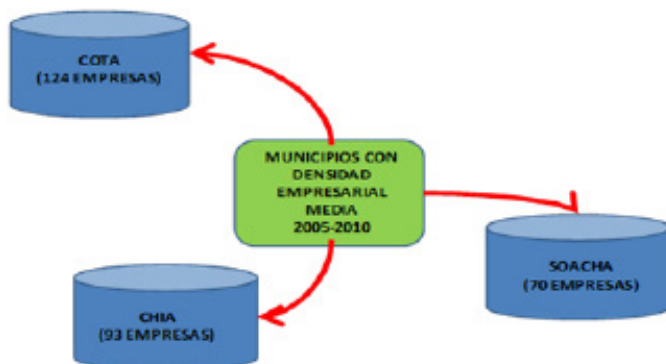 COTA
(124 EMPRESAS)
MUNICIPIOS CON
DENSIDAD
EMPRESARIAL
MEDIA
2005-2010
SOACHA
(70 EMPRESAS)
CHIA
(93 EMPRESAS)